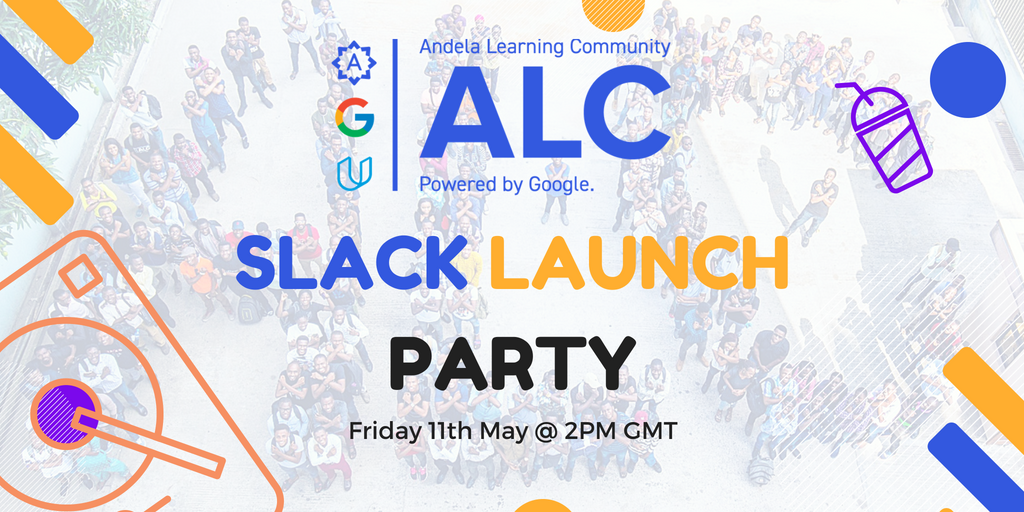 Andela Learning Community
A
G
U
ALC
Powered by Google.
SLACK LAUNCH
PARTY
Friday 11th May @ 2PM GMT